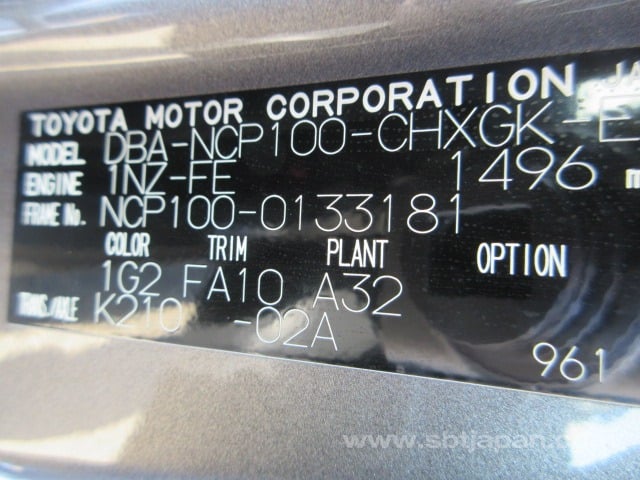 TOYOTA MOTOR CORPORATION JA
MODEL DBA-NCP100-CHXGK-E
ENGINE 1NZ-FE 1496 m
FRAME No. NCP100-0133181
COLOR TRIM PLANT OPTION
1G2 FA10 A32
TRANS./AXLE K210 -02A
961
www.sbtjapan.c